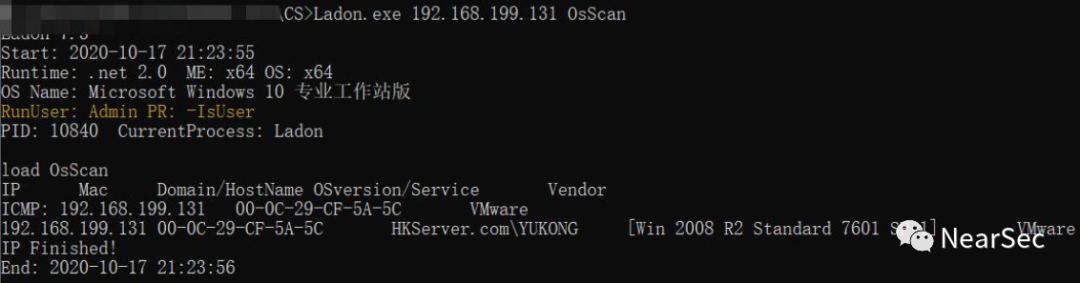 \CS>Ladon.exe 192.168.199.131 OsScan
Start: 2020-10-17 21:23:55
Runtime: .net 2.0 ME: x64 OS: x64
OS Name: Microsoft Windows 10 专业工作站版
RunUser: Admin PR: -IsUser
PID: 10840 CurrentProcess: Ladon
load OsScan
IP Mac Domain/HostName OSversion/Service Vendor
ICMP: 192.168.199.131 00-0C-29-CF-5A-5C VMware
192.168.199.131 00-0C-29-CF-5A-5C HKServer.com\YUKONG [Win 2008 R2 Standard 7601 VMware
IP Finished!
End: 2020-10-17 21:23:56
NearSec